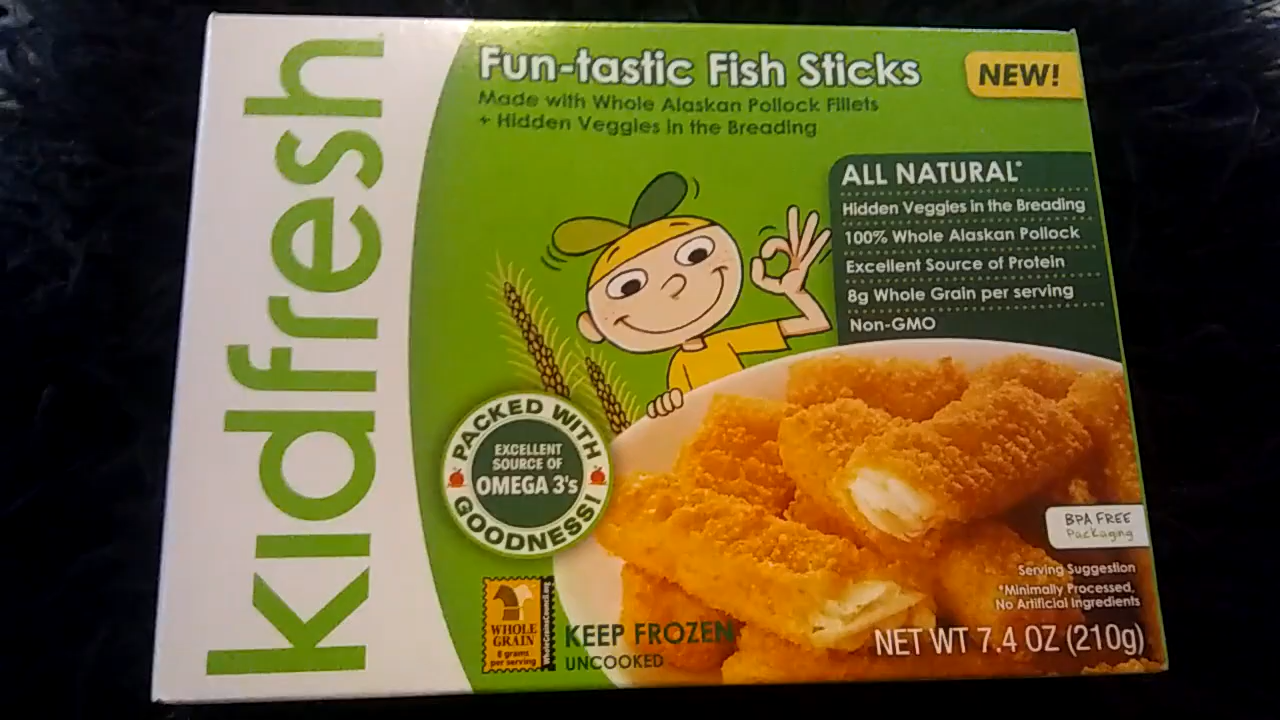 kidfresh
Fun-tastic Fish Sticks
NEW!
Made with Whole Alaskan Pollock Fillets
+ Hidden Veggies in the Breading
ALL NATURAL*
Hidden Veggies in the Breading
100% Whole Alaskan Pollock
Excellent Source of Protein
8g Whole Grain per serving
Non-GMO
PACKED WITH
EXCELLENT
SOURCE OF
OMEGA 3's
GOODNESS!
BPA FREE
Packaging
Serving Suggestion
*Minimally Processed,
No Artificial Ingredients
WHOLE
GRAIN
8 grams
per serving
WholeGrainsCouncil.org
KEEP FROZEN
UNCOOKED
NET WT 7.4 OZ (210g)